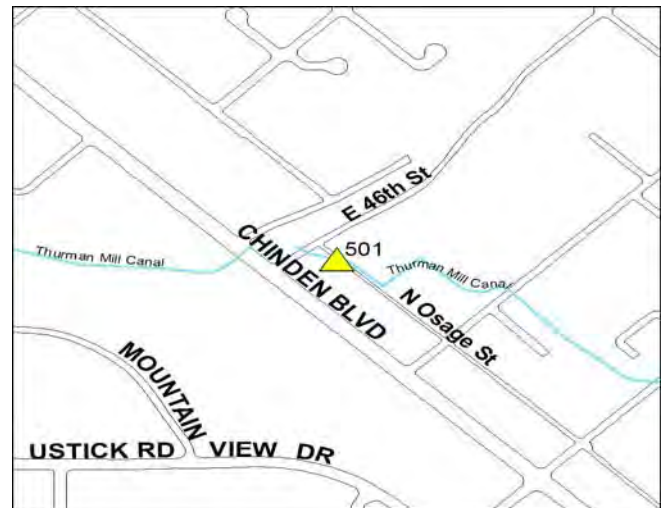 E 46th St
501
CHINDEN BLVD
Thurman Mill Canal
Thurman Mill Canal
N Osage St
MOUNTAIN
USTICK RD VIEW DR